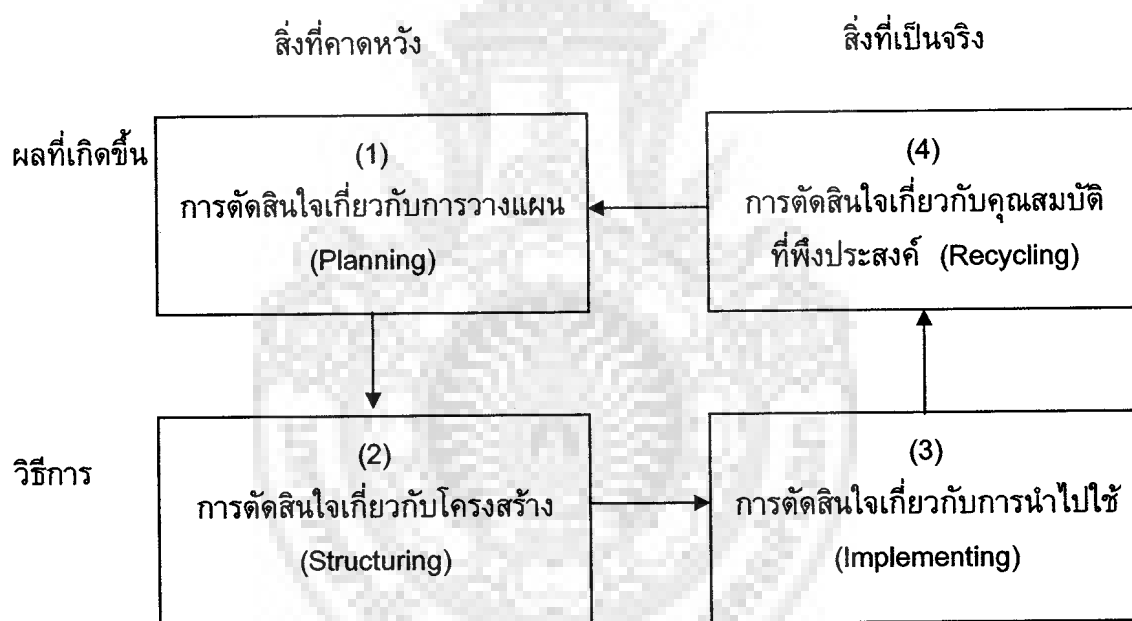 สิ่งที่คาดหวัง
สิ่งที่เป็นจริง
ผลที่เกิดขึ้น
(1)
การตัดสินใจเกี่ยวกับการวางแผน
(Planning)
(4)
การตัดสินใจเกี่ยวกับคุณสมบัติ
ที่พึงประสงค์ (Recycling)
วิธีการ
(2)
การตัดสินใจเกี่ยวกับโครงสร้าง
(Structuring)
(3)
การตัดสินใจเกี่ยวกับการนำไปใช้
(Implementing)